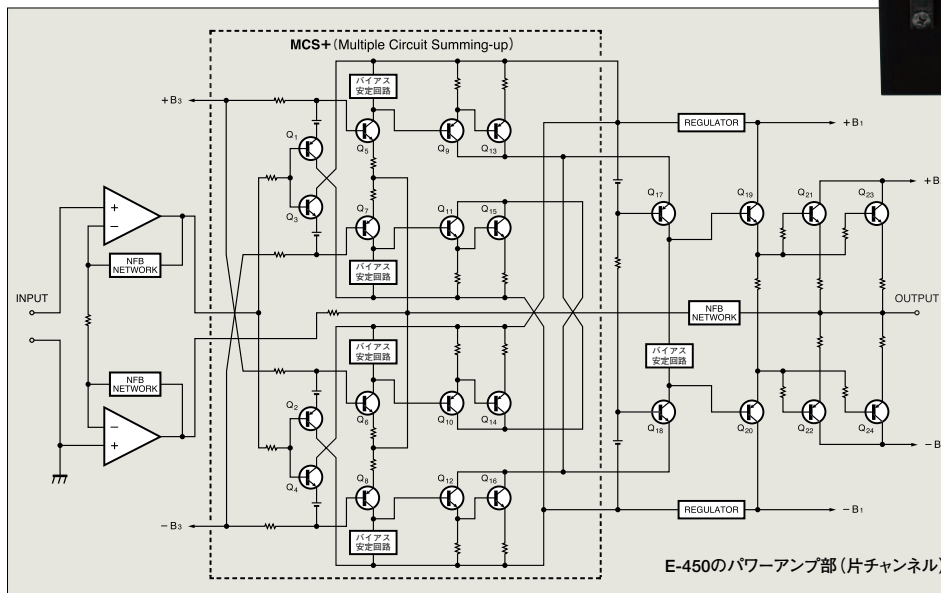 MCS+ (Multiple Circuit Summing-up)
バイアス
安定回路
+B3
Q1
Q5
Q9
Q13
REGULATOR
+B1
Q3
Q7
Q11
Q15
Q17
Q19
Q21
Q23
+B
+
−
NFB
NETWORK
バイアス
安定回路
INPUT
NFB
NETWORK
OUTPUT
バイアス
安定回路
バイアス
安定回路
NFB
NETWORK
−
+
Q2
Q6
Q10
Q14
Q18
Q20
Q22
Q24
−B
Q4
Q8
Q12
Q16
−B3
REGULATOR
−B1
バイアス
安定回路
E-450のパワーアンプ部 (片チャンネル)